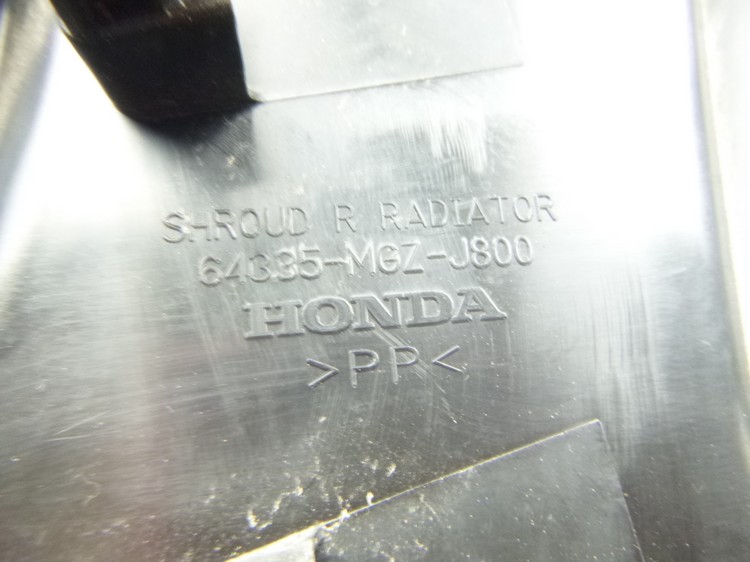 SHROUD R RADIATOR
64335-MGZ-J800
HONDA
>PP<